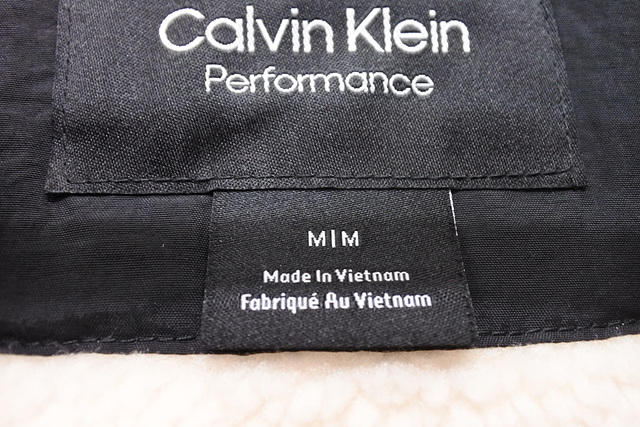 Calvin Klein
Performance
M|M
Made In Vietnam
Fabriqué Au Vietnam